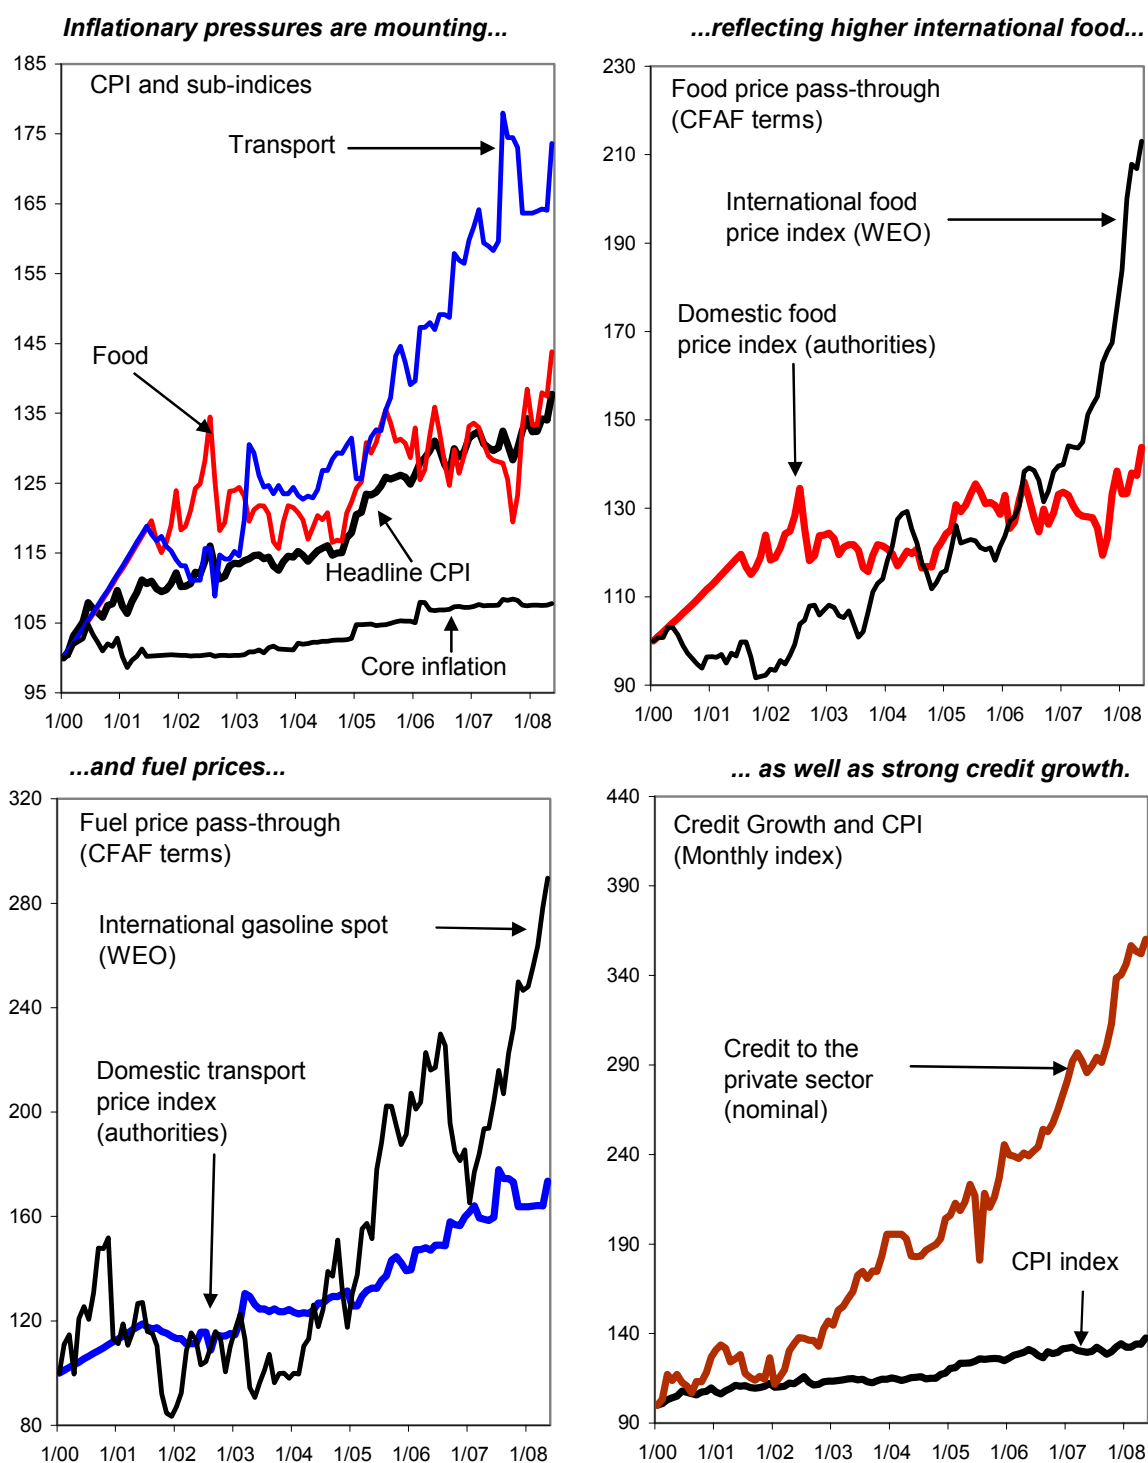 Inflationary pressures are mounting...
185
175
165
155
145
135
125
115
105
95
CPI and sub-indices
Transport
Food
Headline CPI
Core inflation
1/00 1/01 1/02 1/03 1/04 1/05 1/06 1/07 1/08
...reflecting higher international food...
230
210
190
170
150
130
110
90
Food price pass-through
(CFAF terms)
International food
price index (WEO)
Domestic food
price index (authorities)
1/00 1/01 1/02 1/03 1/04 1/05 1/06 1/07 1/08
...and fuel prices...
320
280
240
200
160
120
80
Fuel price pass-through
(CFAF terms)
International gasoline spot
(WEO)
Domestic transport
price index
(authorities)
1/00 1/01 1/02 1/03 1/04 1/05 1/06 1/07 1/08
... as well as strong credit growth.
440
390
340
290
240
190
140
90
Credit Growth and CPI
(Monthly index)
Credit to the
private sector
(nominal)
CPI index
1/00 1/01 1/02 1/03 1/04 1/05 1/06 1/07 1/08